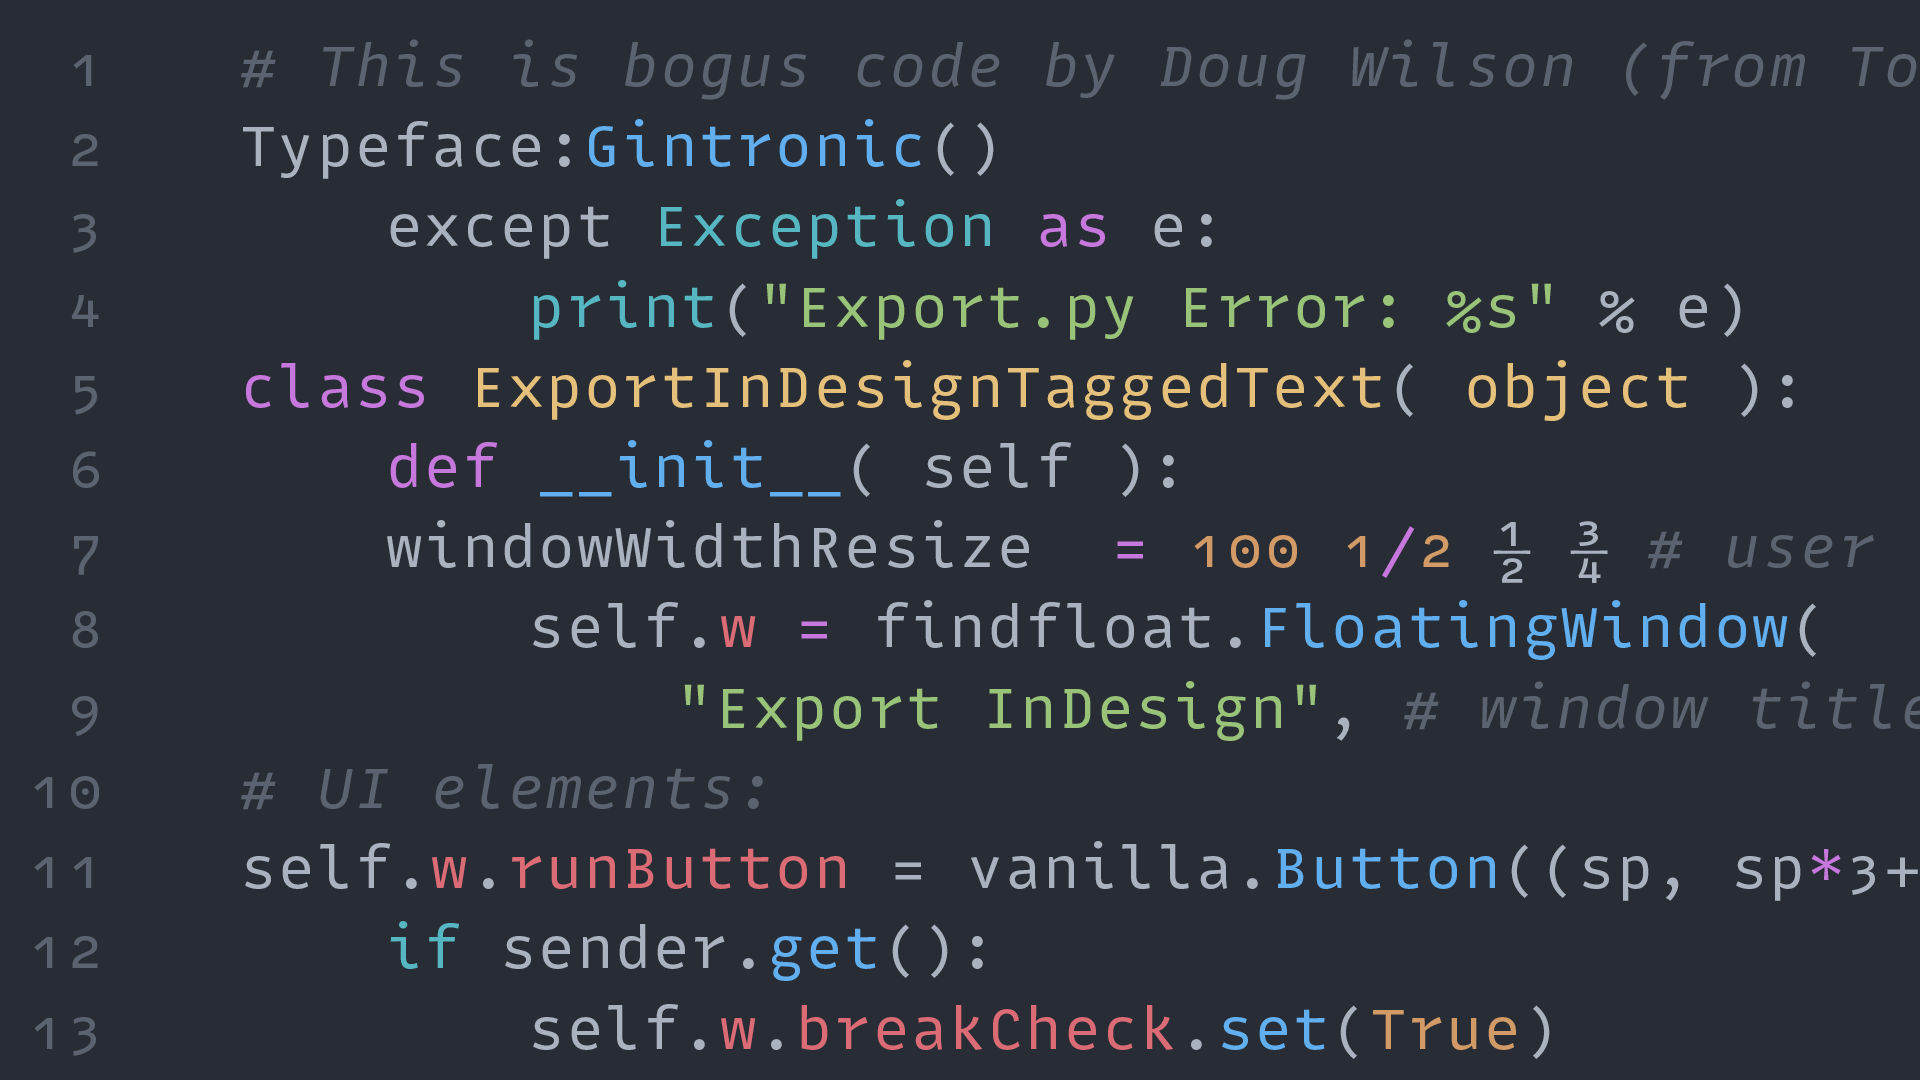 1 # This is bogus code by Doug Wilson (from To
2 Typeface:Gintronic()
3 except Exception as e:
4 print("Export.py Error: %s" % e)
5 class ExportInDesignTaggedText( object ):
6 def __init__( self ):
7 windowWidthResize = 100 1/2 ½ ¾ # user
8 self.w = findfloat.FloatingWindow(
9 "Export InDesign", # window title
10 # UI elements:
11 self.w.runButton = vanilla.Button((sp, sp*3+
12 if sender.get():
13 self.w.breakCheck.set(True)